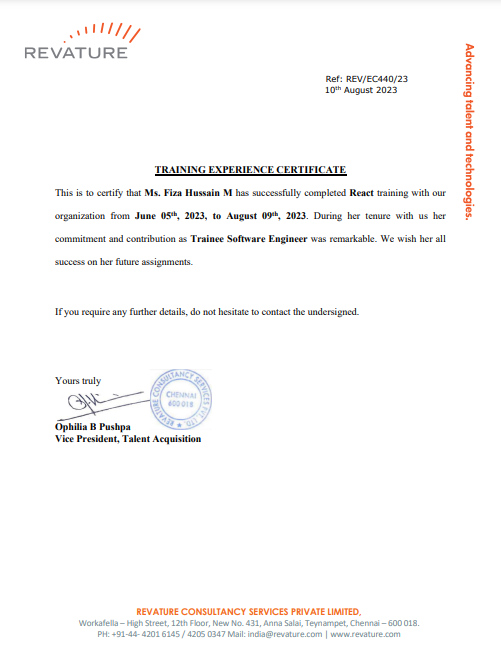 REVATURE
Advancing talent and technologies.
Ref: REV/EC440/23
10th August 2023
TRAINING EXPERIENCE CERTIFICATE
This is to certify that Ms. Fiza Hussain M has successfully completed React training with our
organization from June 05th, 2023, to August 09th, 2023. During her tenure with us her
commitment and contribution as Trainee Software Engineer was remarkable. We wish her all
success on her future assignments.
If you require any further details, do not hesitate to contact the undersigned.
Yours truly
REVATURE CONSULTANCY SERVICES PVT. LTD.
CHENNAI
600 018
Ophilia B Pushpa
Vice President, Talent Acquisition
REVATURE CONSULTANCY SERVICES PRIVATE LIMITED,
Workafella – High Street, 12th Floor, New No. 431, Anna Salai, Teynampet, Chennai – 600 018.
PH: +91-44- 4201 6145 / 4205 0347 Mail: india@revature.com | www.revature.com